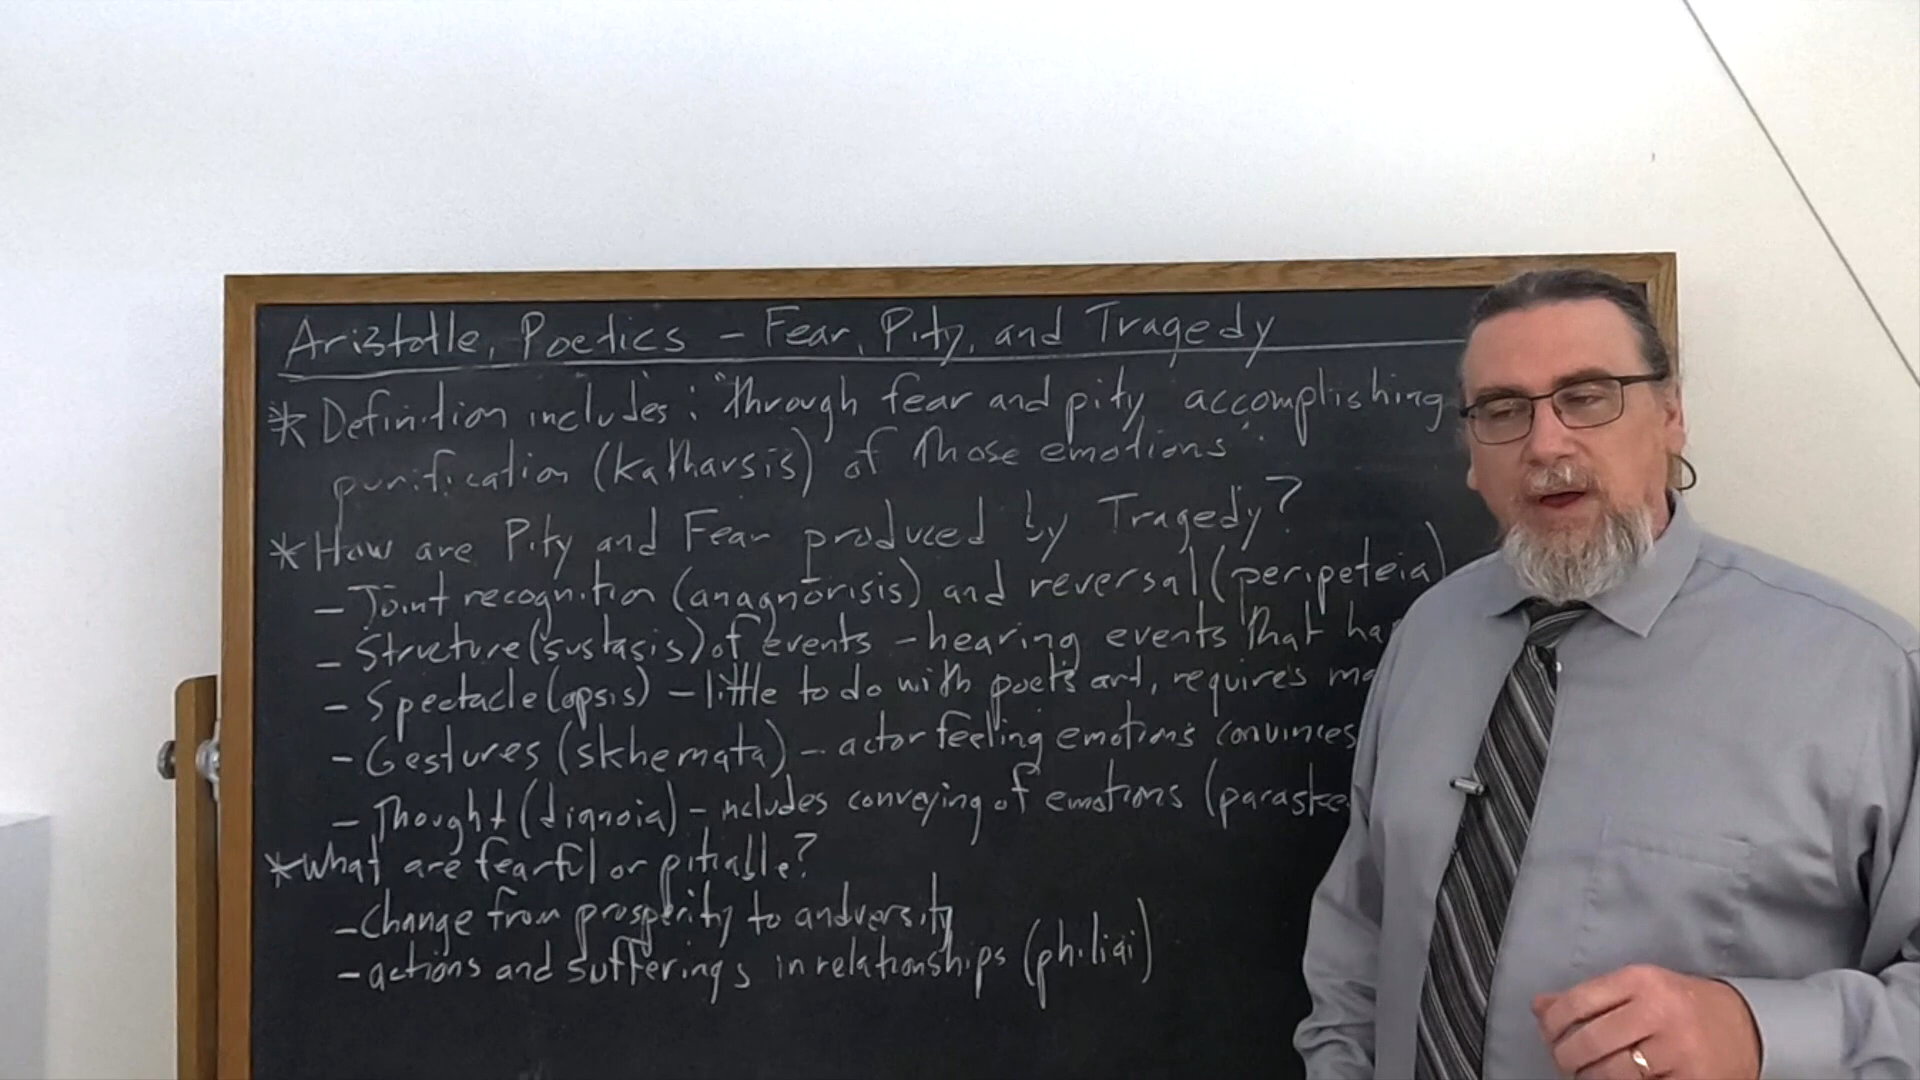 Aristotle, Poetics - Fear, Pity, and Tragedy
* Definition includes: "through fear and pity, accomplishing
purification (katharsis) of those emotions"
* How are Pity and Fear produced by Tragedy?
- Joint recognition (anagnorisis) and reversal (peripeteia)
- Structure (sustasis) of events - hearing events that ha
- Spectacle (opsis) - little to do with poet's art, requires ma
- Gestures (skhemata) - actor feeling emotions convinces
- Thought (dianoia) - includes conveying of emotions (paraske
* What are fearful or pitiable?
- Change from prosperity to andversity
- actions and sufferings in relationships (philiai)